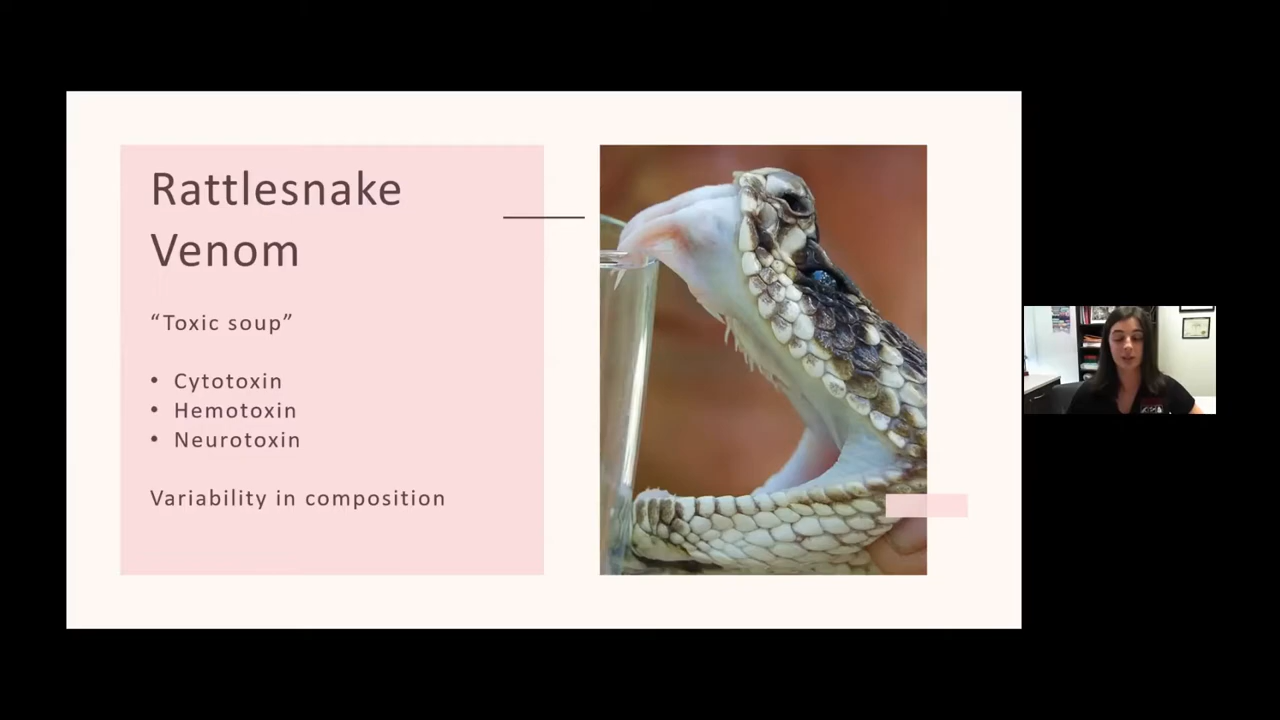 Rattlesnake
Venom
“Toxic soup”
• Cytotoxin
• Hemotoxin
• Neurotoxin
Variability in composition